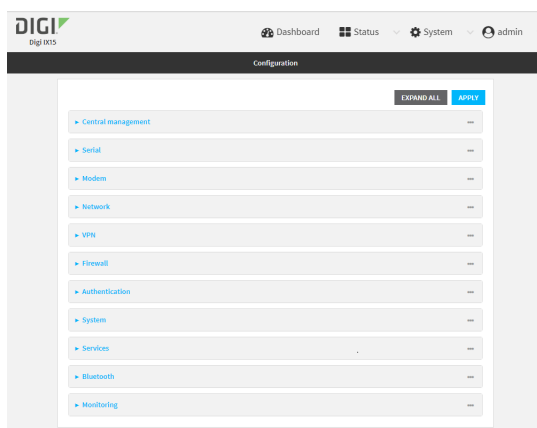 DIGI
Digi IX15
Dashboard Status System admin
Configuration
EXPAND ALL APPLY
Central management
Serial
Modem
Network
VPN
Firewall
Authentication
System
Services
Bluetooth
Monitoring